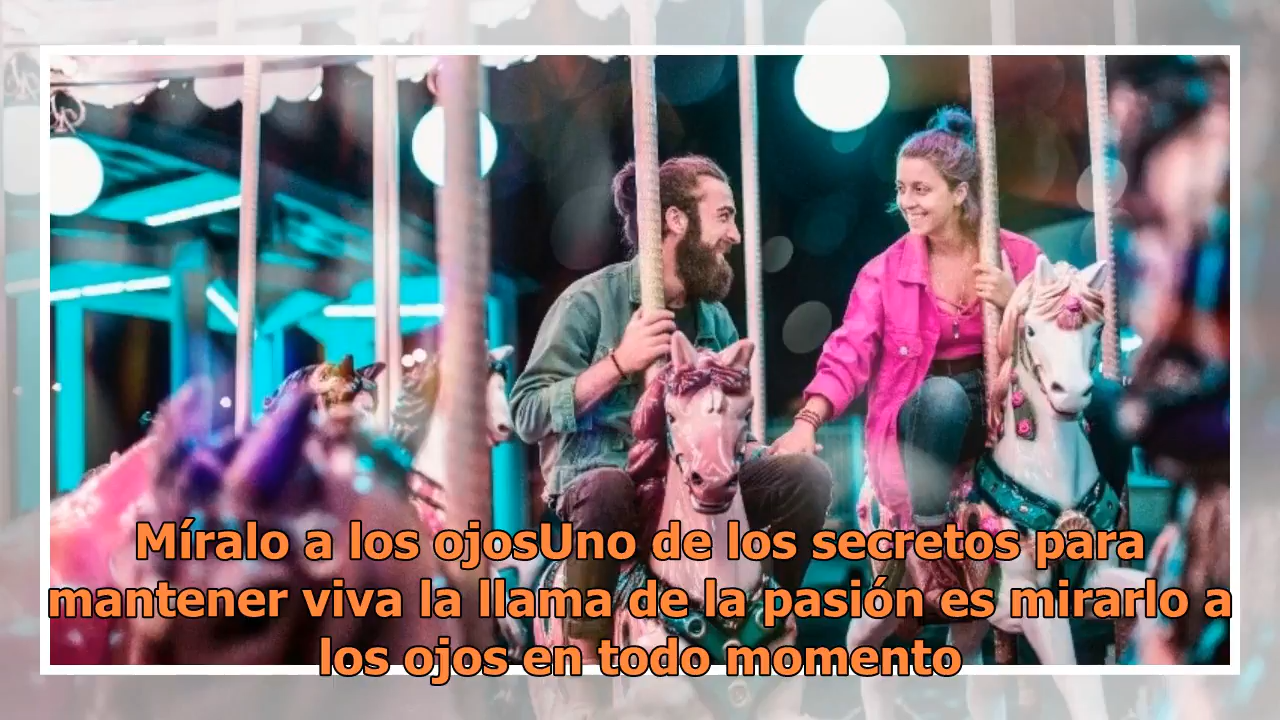 Míralo a los ojosUno de los secretos para
mantener viva la llama de la pasión es mirarlo a
los ojos en todo momento